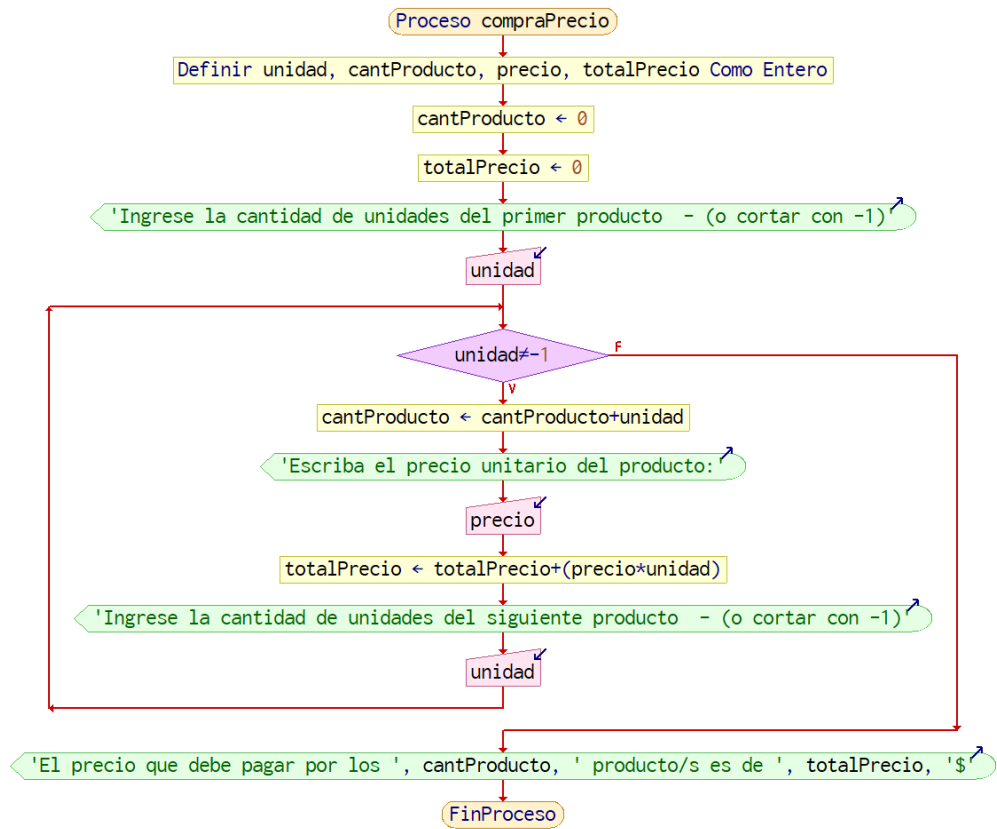 Proceso compraPrecio
Definir unidad, cantProducto, precio, totalPrecio Como Entero
cantProducto ← 0
totalPrecio ← 0
'Ingrese la cantidad de unidades del primer producto  - (o cortar con -1)'
unidad
unidad≠-1
F
V
cantProducto ← cantProducto+unidad
'Escriba el precio unitario del producto:'
precio
totalPrecio ← totalPrecio+(precio*unidad)
'Ingrese la cantidad de unidades del siguiente producto  - (o cortar con -1)'
unidad
'El precio que debe pagar por los ', cantProducto, ' producto/s es de ', totalPrecio, '$'
FinProceso